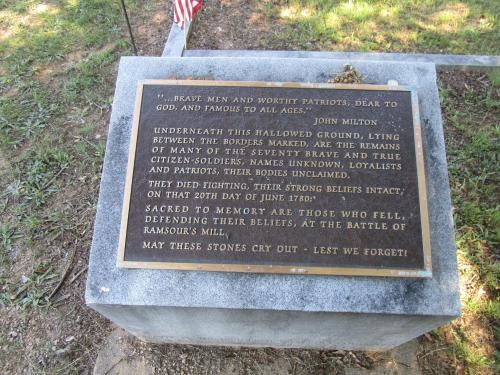 "...BRAVE MEN AND WORTHY PATRIOTS, DEAR TO
GOD, AND FAMOUS TO ALL AGES."
JOHN MILTON
UNDERNEATH THIS HALLOWED GROUND, LYING
BETWEEN THE BORDERS MARKED, ARE THE REMAINS
OF MANY OF THE SEVENTY BRAVE AND TRUE
CITIZEN-SOLDIERS, NAMES UNKNOWN, LOYALISTS
AND PATRIOTS, THEIR BODIES UNCLAIMED.
THEY DIED FIGHTING, THEIR STRONG BELIEFS INTACT,
ON THAT 20TH DAY OF JUNE 1780.
SACRED TO MEMORY ARE THOSE WHO FELL,
DEFENDING THEIR BELIEFS, AT THE BATTLE OF
RAMSOUR'S MILL.
MAY THESE STONES CRY OUT - LEST WE FORGET!